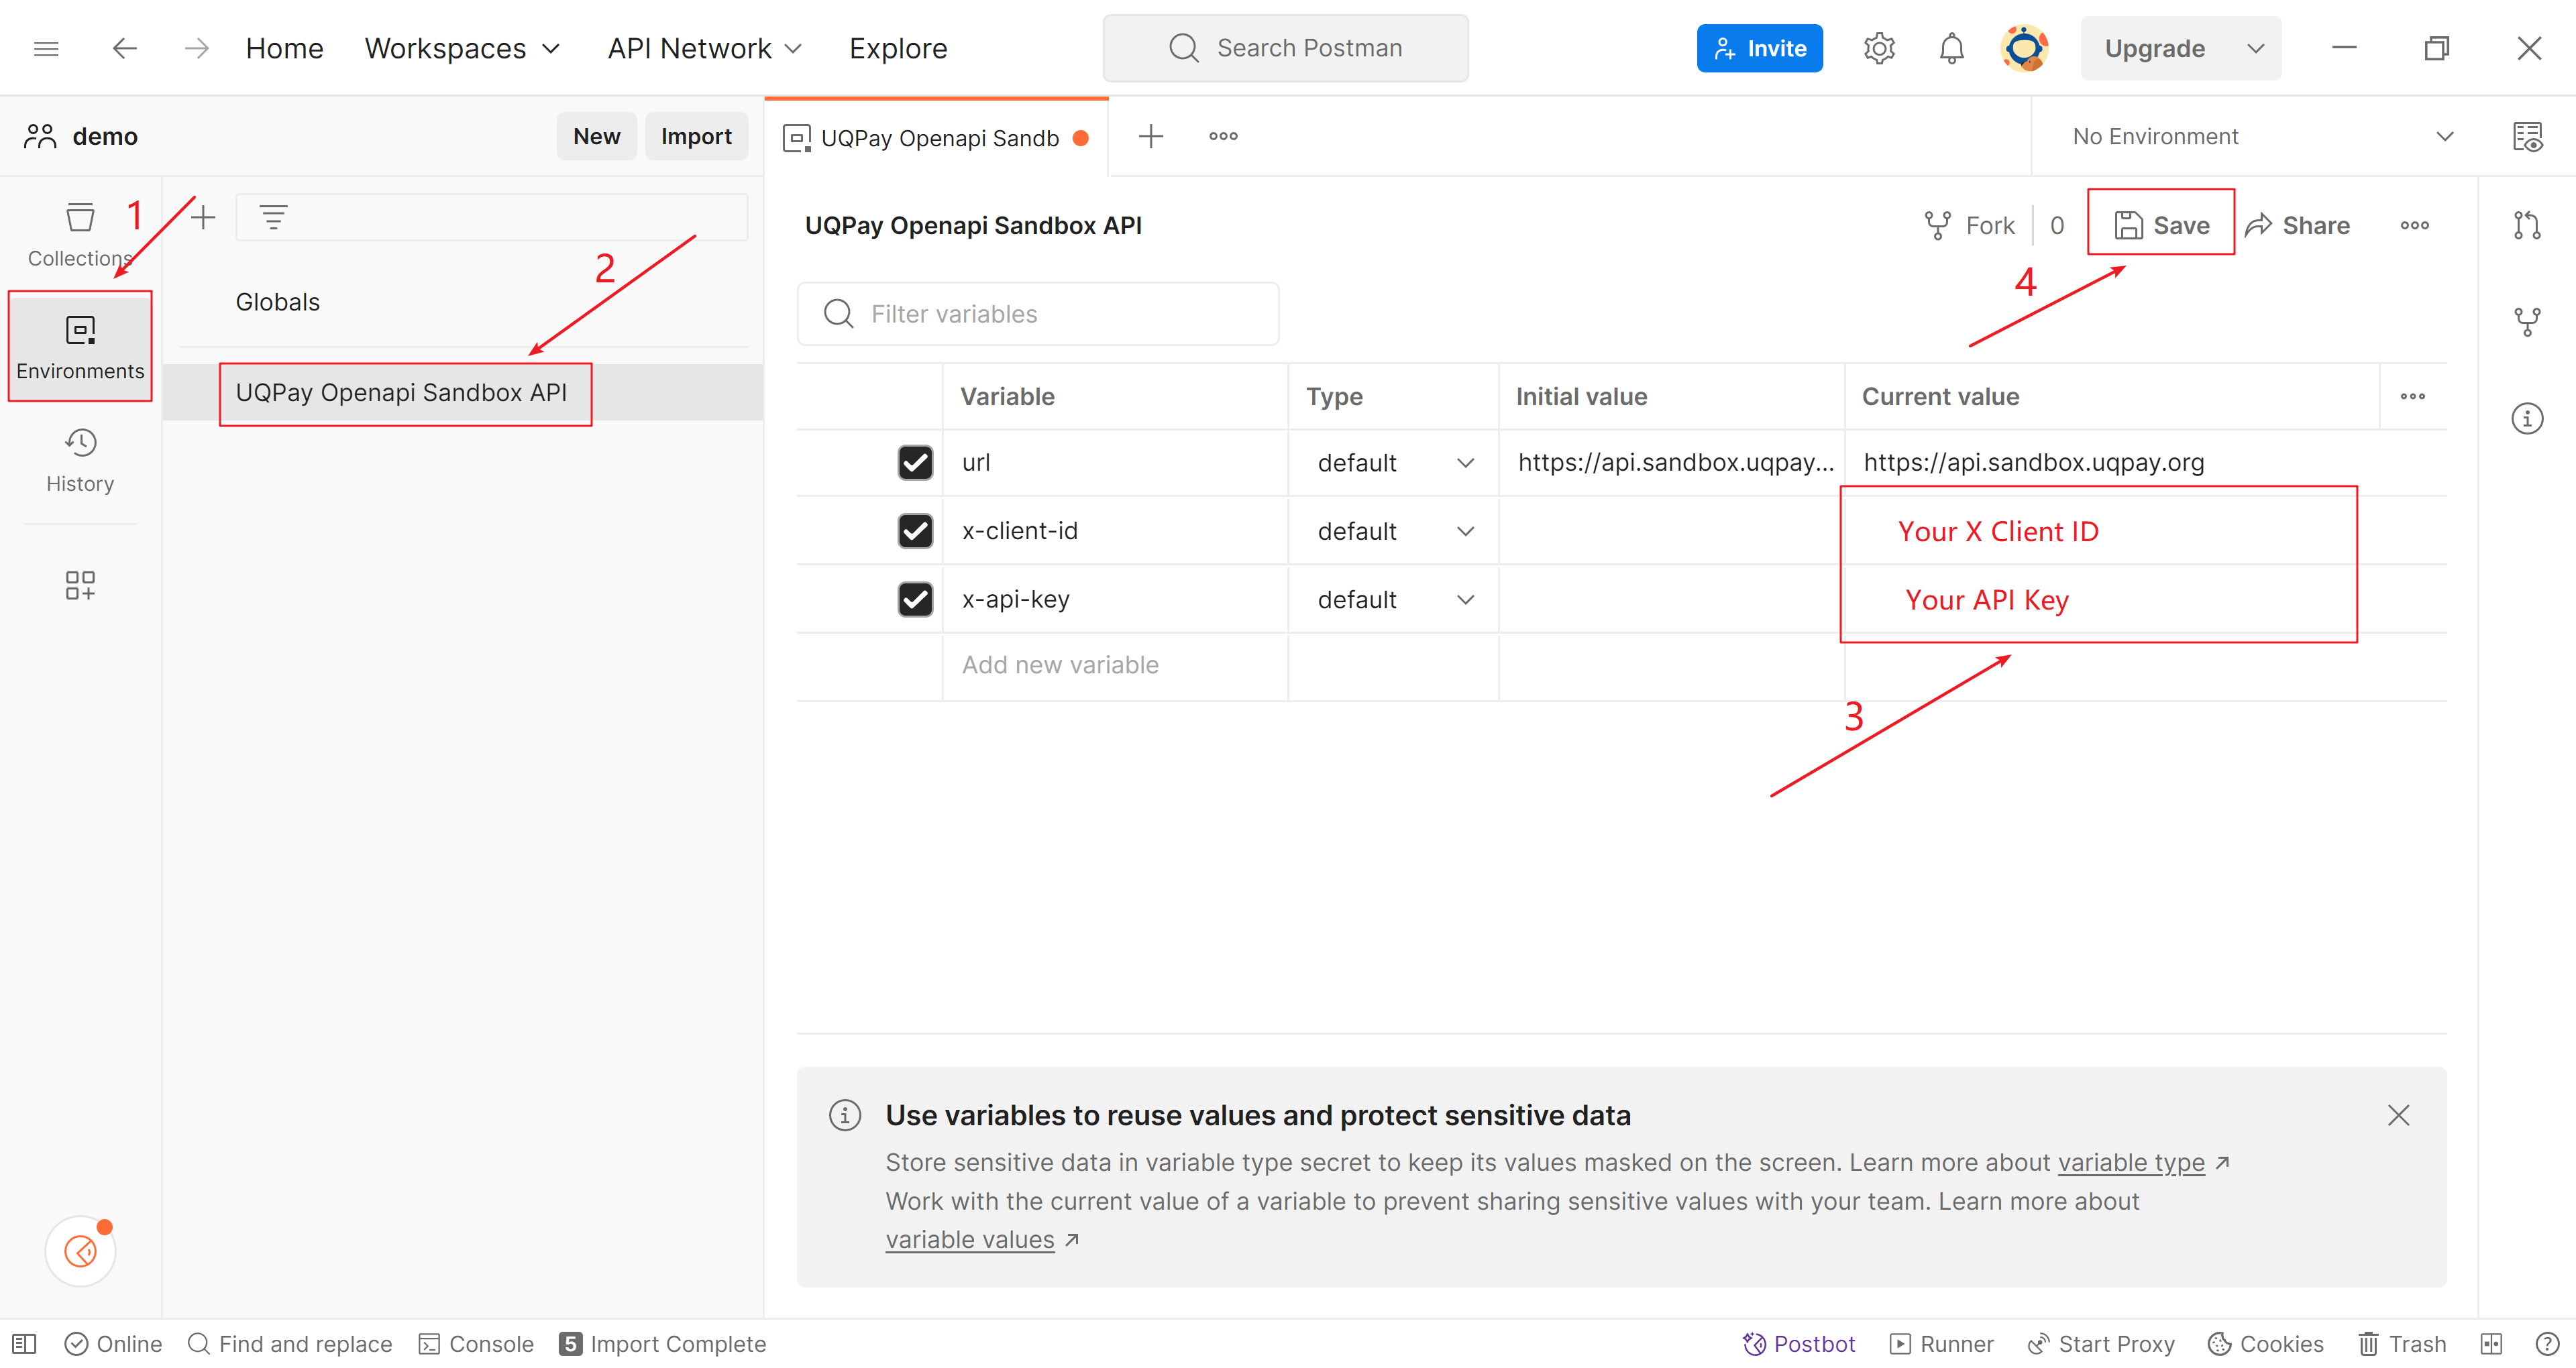 Home Workspaces API Network Explore Search Postman Invite Upgrade
demo New Import UQPay Openapi Sandb No Environment
1
Collections
Environments
History
2
Globals
UQPay Openapi Sandbox API
UQPay Openapi Sandbox API Fork 0 Save Share
4
Filter variables
Variable Type Initial value Current value
url default https://api.sandbox.uqpay... https://api.sandbox.uqpay.org
x-client-id default Your X Client ID
x-api-key default Your API Key
Add new variable
3
Use variables to reuse values and protect sensitive data
Store sensitive data in variable type secret to keep its values masked on the screen. Learn more about variable type
Work with the current value of a variable to prevent sharing sensitive values with your team. Learn more about
variable values
Online Find and replace Console 5 Import Complete Postbot Runner Start Proxy Cookies Trash